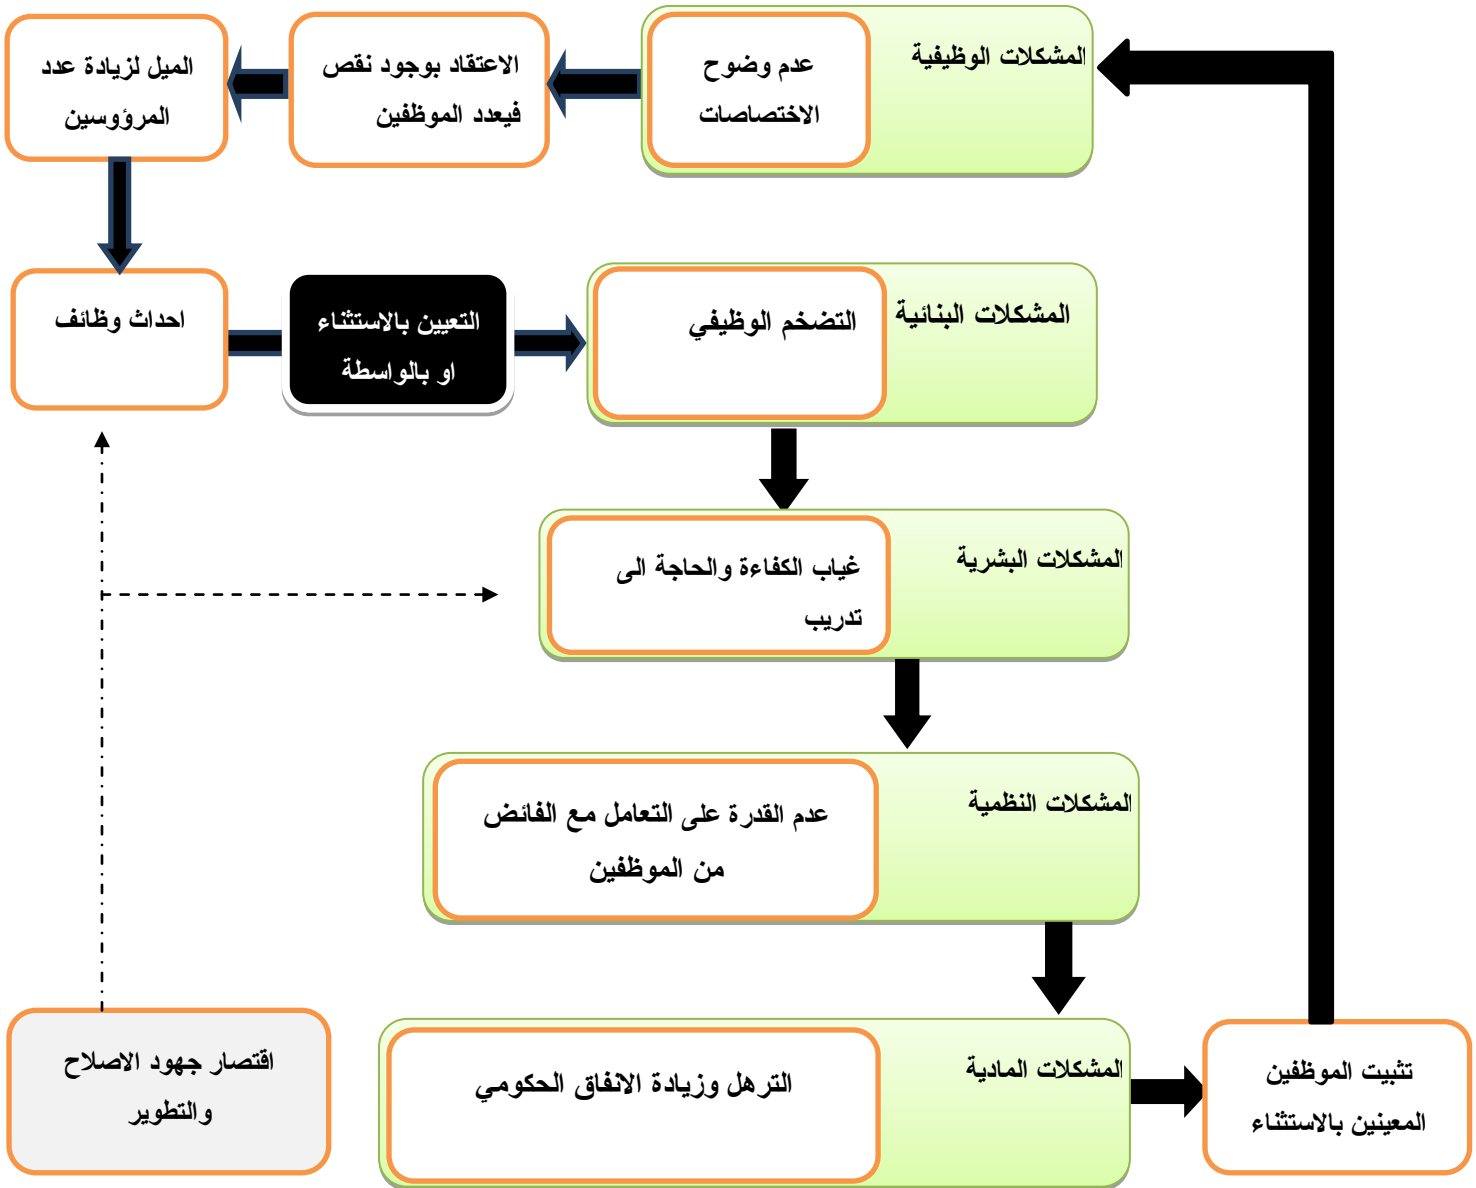 المشكلات الوظيفية
عدم وضوح
الاختصاصات
الاعتقاد بوجود نقص
فيعدد الموظفين
الميل لزيادة عدد
المرؤوسين
احداث وظائف
التعيين بالاستثناء
او بالواسطة
المشكلات البنائية
التضخم الوظيفي
المشكلات البشرية
غياب الكفاءة والحاجة الى
تدريب
المشكلات النظمية
عدم القدرة على التعامل مع الفائض
من الموظفين
المشكلات المادية
الترهل وزيادة الانفاق الحكومي
تثبيت الموظفين
المعينين بالاستثناء
اقتصار جهود الاصلاح
والتطوير